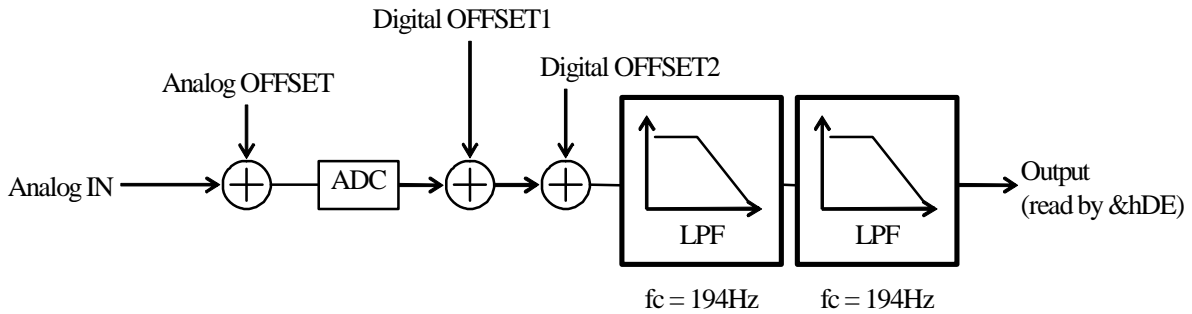 Digital OFFSET1
Digital OFFSET2
Analog OFFSET
Analog IN
ADC
LPF
LPF
Output
(read by &hDE)
fc = 194Hz
fc = 194Hz